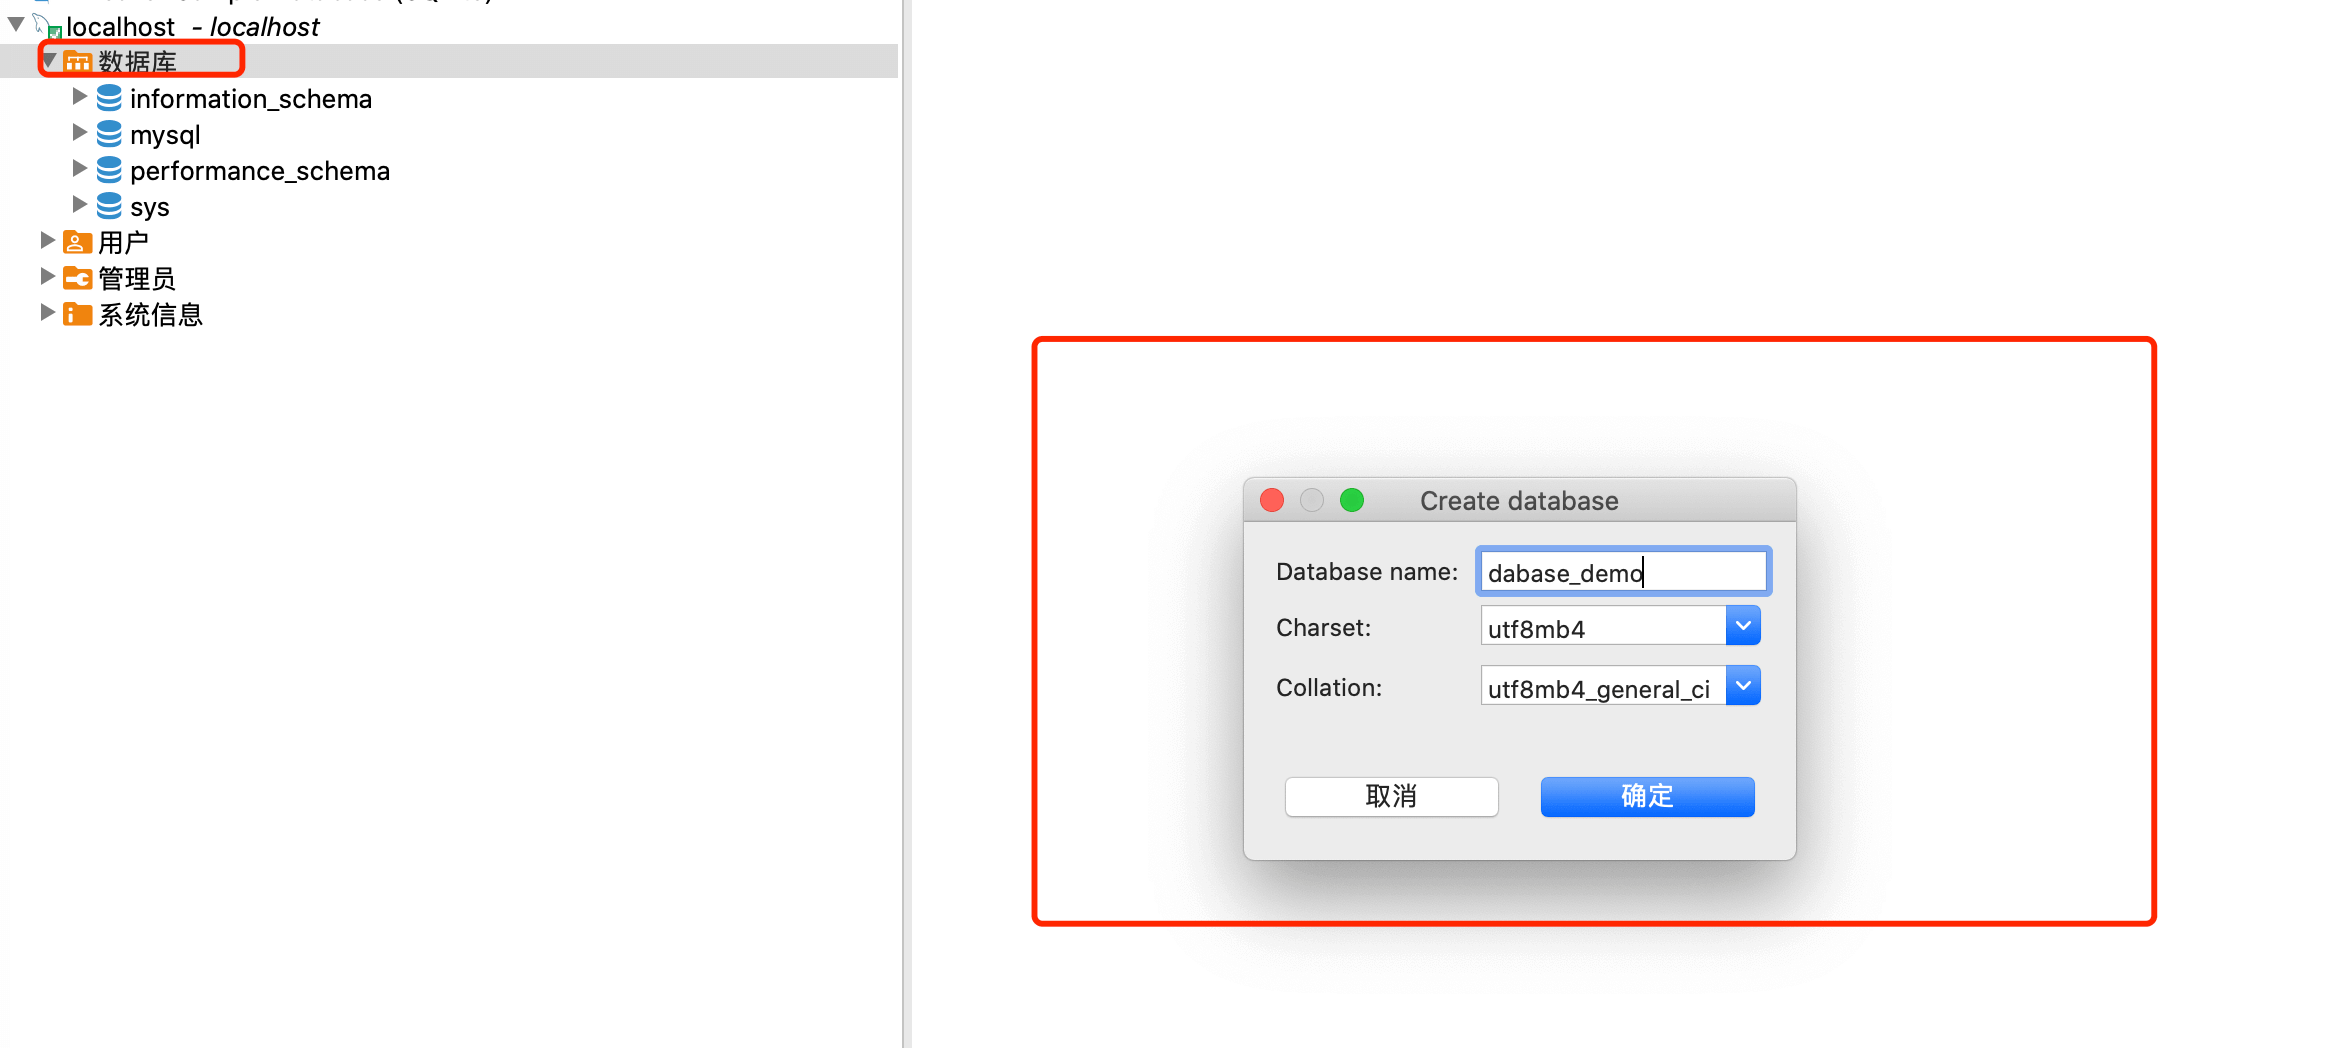 localhost - localhost
数据库
information_schema
mysql
performance_schema
sys
用户
管理员
系统信息
Create database
Database name: dabase_demo
Charset: utf8mb4
Collation: utf8mb4_general_ci
取消 确定